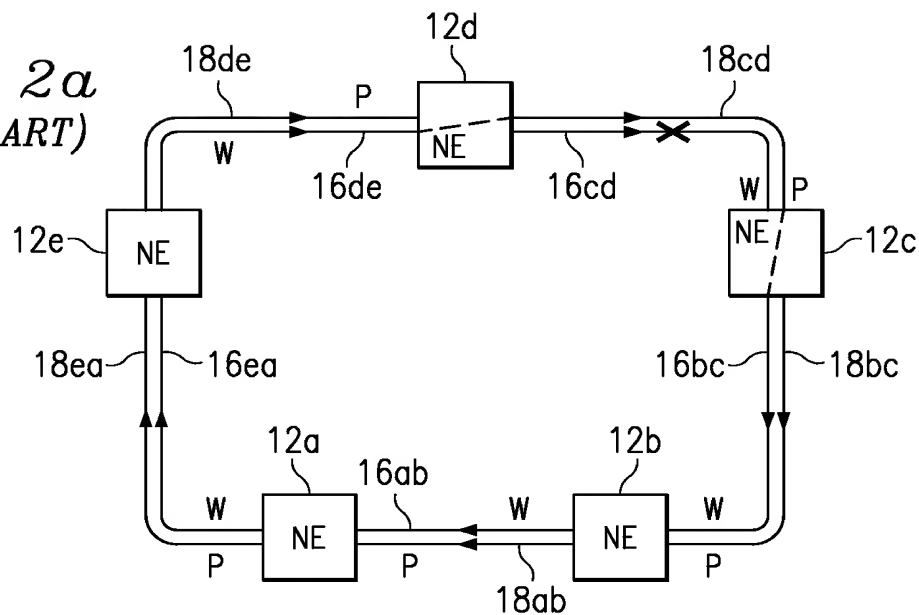 2a
ART)
18de
12d
18cd
P
W
16de
NE
16cd
W P
12e
NE
NE
12c
18ea
16ea
16bc
18bc
12a
16ab
12b
W
NE
W
NE
W
P
P
18ab
P